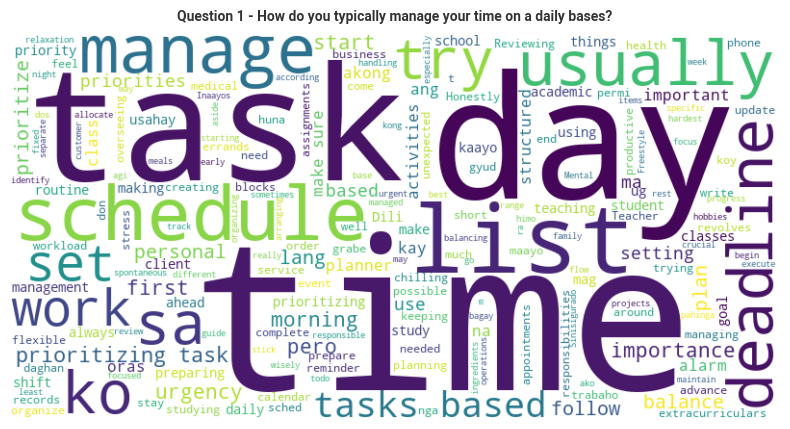 Question 1 - How do you typically manage your time on a daily bases?
relaxation manage start business handling especially school Reviewing things health phone
priority try usually week
night feel priorities medical akong come ang t academic permi important according
prioritize task day
dos Inaayos aside assignments unexpected Honestly structured items specific hardest update
fixed allocate class overseeing usahay huna kaayo using productive
separate customer errands starting make sure activities end Freestyle focus koy
meals early need kong gyud Mental
identify agi base ma ug rest write progress
routine making creating blocks based urgent best short range teaching student hobbies
schedule don managed Dili list deadline
stress track organizing sometimes arranging well make ra himo Teacher revolves
workload personal order grabe kay much maayo family classes crucial
set spontaneous different really lang planner may balancing go mag setting trying begin execute
management client service chilling flow plan
work first event possible m projects
flexible sa ahead prioritizing use keeping bagay around goal pahinga
always review guide morning time na responsibilities Sinisigurado managing
prioritizing task complete responsible study needed ingredients operations appointments importance
daghan oras pero prepare wisely planning alarm
shift preparing stick reminder ako maintain
ko least focused urgency todo trabaho advance
records stay calendar tasks based follow balance
organize studying daily sched nga extracurriculars